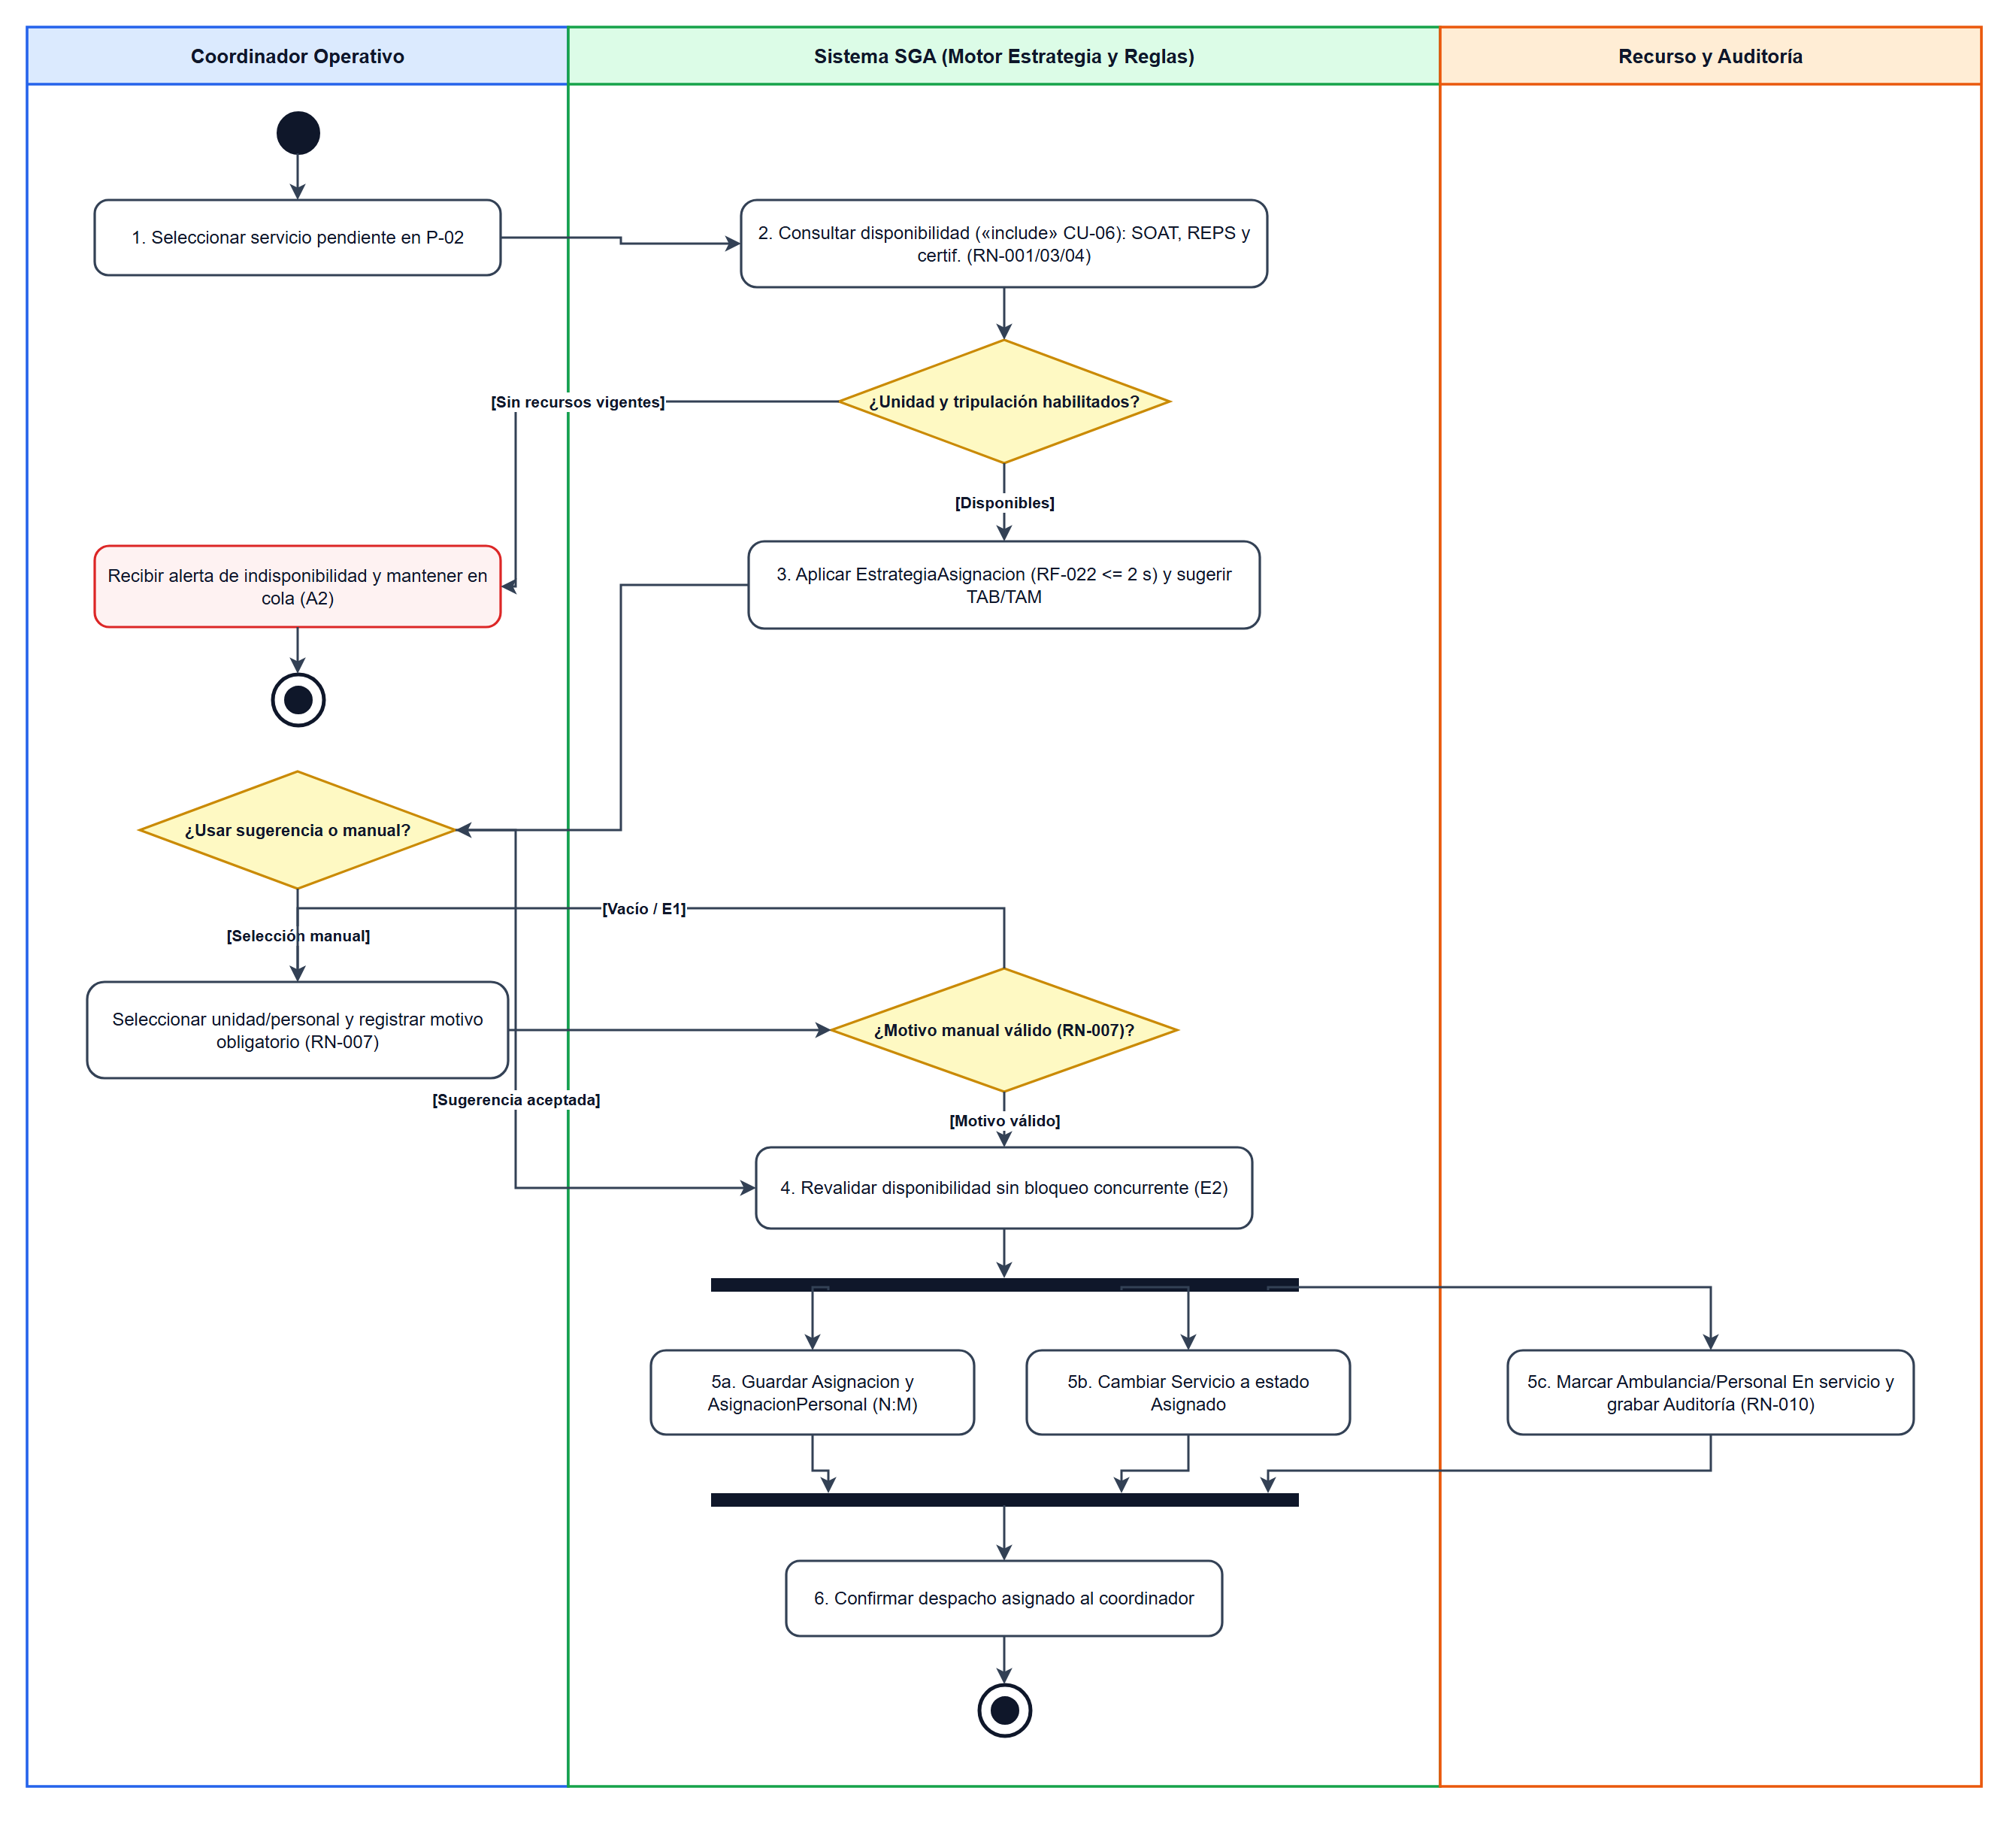 Coordinador Operativo
Sistema SGA (Motor Estrategia y Reglas)
Recurso y Auditoría
1. Seleccionar servicio pendiente en P-02
2. Consultar disponibilidad («include» CU-06): SOAT, REPS y
certif. (RN-001/03/04)
¿Unidad y tripulación habilitados?
[Sin recursos vigentes]
[Disponibles]
Recibir alerta de indisponibilidad y mantener en
cola (A2)
3. Aplicar EstrategiaAsignacion (RF-022 <= 2 s) y sugerir
TAB/TAM
¿Usar sugerencia o manual?
[Vacío / E1]
[Selección manual]
Seleccionar unidad/personal y registrar motivo
obligatorio (RN-007)
¿Motivo manual válido (RN-007)?
[Sugerencia aceptada]
[Motivo válido]
4. Revalidar disponibilidad sin bloqueo concurrente (E2)
5a. Guardar Asignacion y
AsignacionPersonal (N:M)
5b. Cambiar Servicio a estado
Asignado
5c. Marcar Ambulancia/Personal En servicio y
grabar Auditoría (RN-010)
6. Confirmar despacho asignado al coordinador